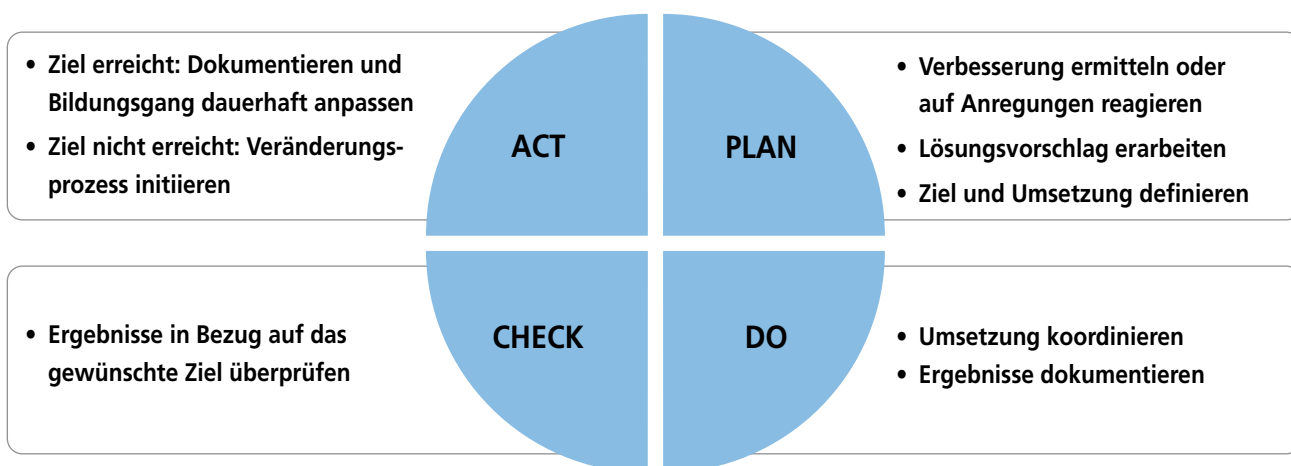 • Ziel erreicht: Dokumentieren und
Bildungsgang dauerhaft anpassen
• Ziel nicht erreicht: Veränderungs-
prozess initiieren
ACT
PLAN
• Verbesserung ermitteln oder
auf Anregungen reagieren
• Lösungsvorschlag erarbeiten
• Ziel und Umsetzung definieren
• Ergebnisse in Bezug auf das
gewünschte Ziel überprüfen
CHECK
DO
• Umsetzung koordinieren
• Ergebnisse dokumentieren